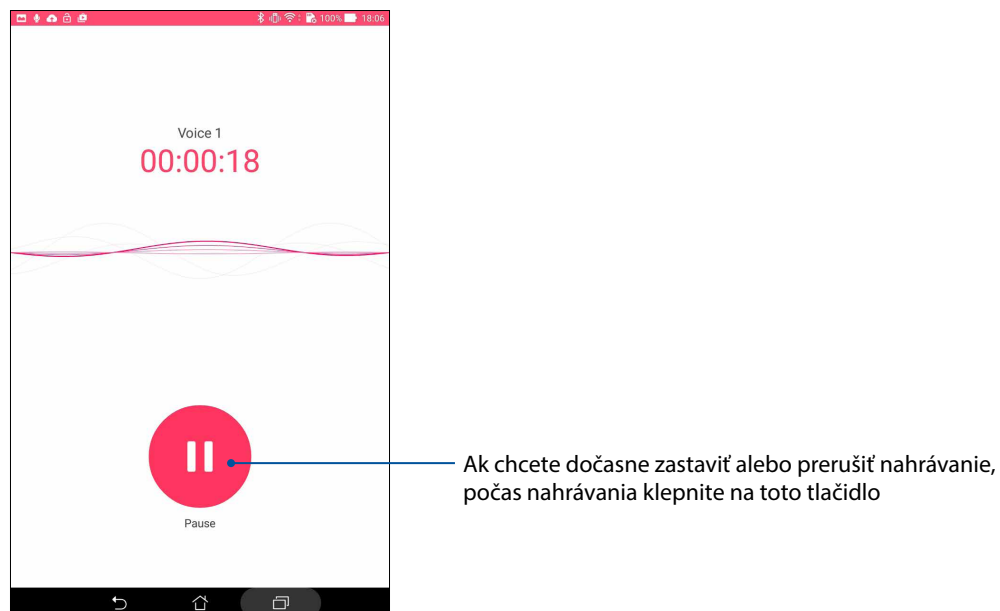 100% 18:06
Voice 1
00:00:18
Ak chcete dočasne zastaviť alebo prerušiť nahrávanie,
počas nahrávania klepnite na toto tlačidlo
Pause